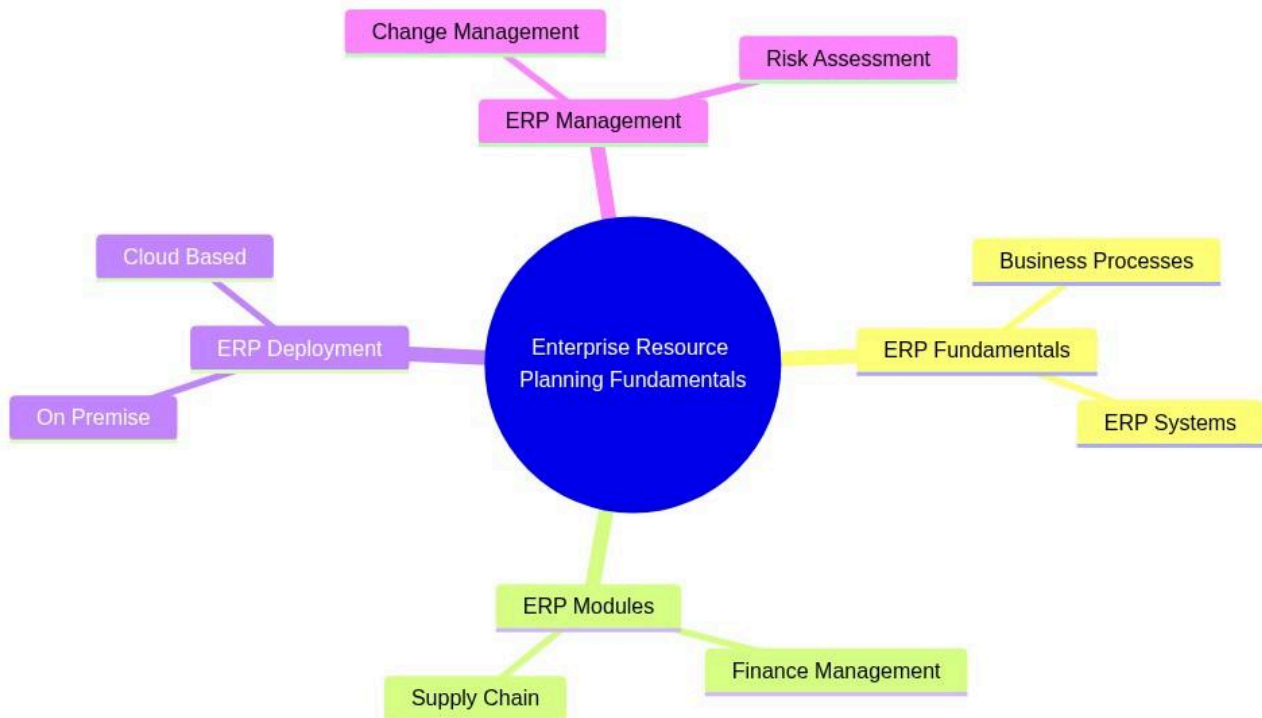 Change Management
Risk Assessment
ERP Management
Cloud Based
Business Processes
ERP Deployment
Enterprise Resource
Planning Fundamentals
ERP Fundamentals
On Premise
ERP Systems
ERP Modules
Finance Management
Supply Chain